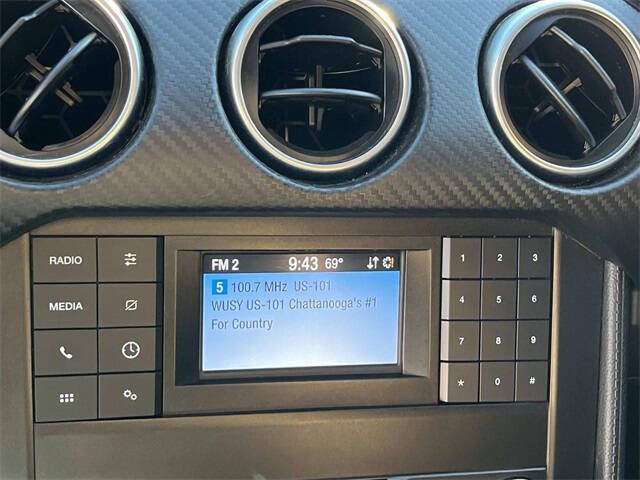 RADIO
MEDIA
FM 2 9:43 69°
5 100.7 MHz US-101
WUSY US-101 Chattanooga's #1
For Country
1 2 3
4 5 6
7 8 9
* 0 #